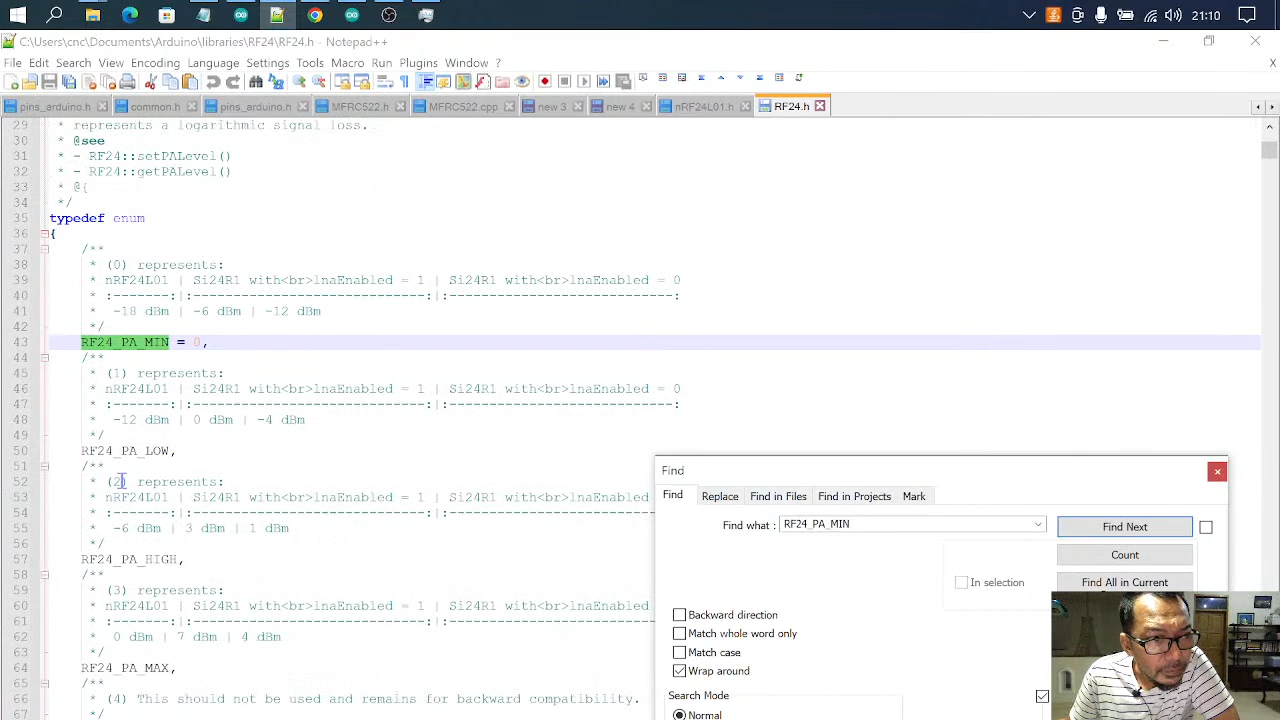 21:10
C:\Users\cnc\Documents\Arduino\libraries\RF24\RF24.h - Notepad++
File Edit Search View Encoding Language Settings Tools Macro Run Plugins Window ? X
pins_arduino.h common.h pins_arduino.h MFRC522.h MFRC522.cpp new 3 new 4 nRF24L01.h RF24.h
29 * represents a logarithmic signal loss.
30 * @see
31 * - RF24::setPALevel()
32 * - RF24::getPALevel()
33 * @{
34 */
35 typedef enum
36 {
37 /**
38 * (0) represents:
39 * nRF24L01 | Si24R1 with<br>lnaEnabled = 1 | Si24R1 with<br>lnaEnabled = 0
40 * :-------:|:-----------------------------:|:----------------------------:
41 * -18 dBm | -6 dBm | -12 dBm
42 */
43 RF24_PA_MIN = 0,
44 /**
45 * (1) represents:
46 * nRF24L01 | Si24R1 with<br>lnaEnabled = 1 | Si24R1 with<br>lnaEnabled = 0
47 * :-------:|:-----------------------------:|:----------------------------:
48 * -12 dBm | 0 dBm | -4 dBm
49 */
50 RF24_PA_LOW,
51 /**
52 * (2) represents:
53 * nRF24L01 | Si24R1 with<br>lnaEnabled = 1 | Si24R1 with<br>lnaEnabled
54 * :-------:|:-----------------------------:|:-------------------------
55 * -6 dBm | 3 dBm | 1 dBm
56 */
57 RF24_PA_HIGH,
58 /**
59 * (3) represents:
60 * nRF24L01 | Si24R1 with<br>lnaEnabled = 1 | Si24R1 with<br>lnaEnabled
61 * :-------:|:-----------------------------:|:-------------------------
62 * 0 dBm | 7 dBm | 4 dBm
63 */
64 RF24_PA_MAX,
65 /**
66 * (4) This should not be used and remains for backward compatibility.
67 */
Find
Find Replace Find in Files Find in Projects Mark
Find what : RF24_PA_MIN Find Next
Count
In selection Find All in Current
Backward direction
Match whole word only
Match case
Wrap around
Search Mode
Normal